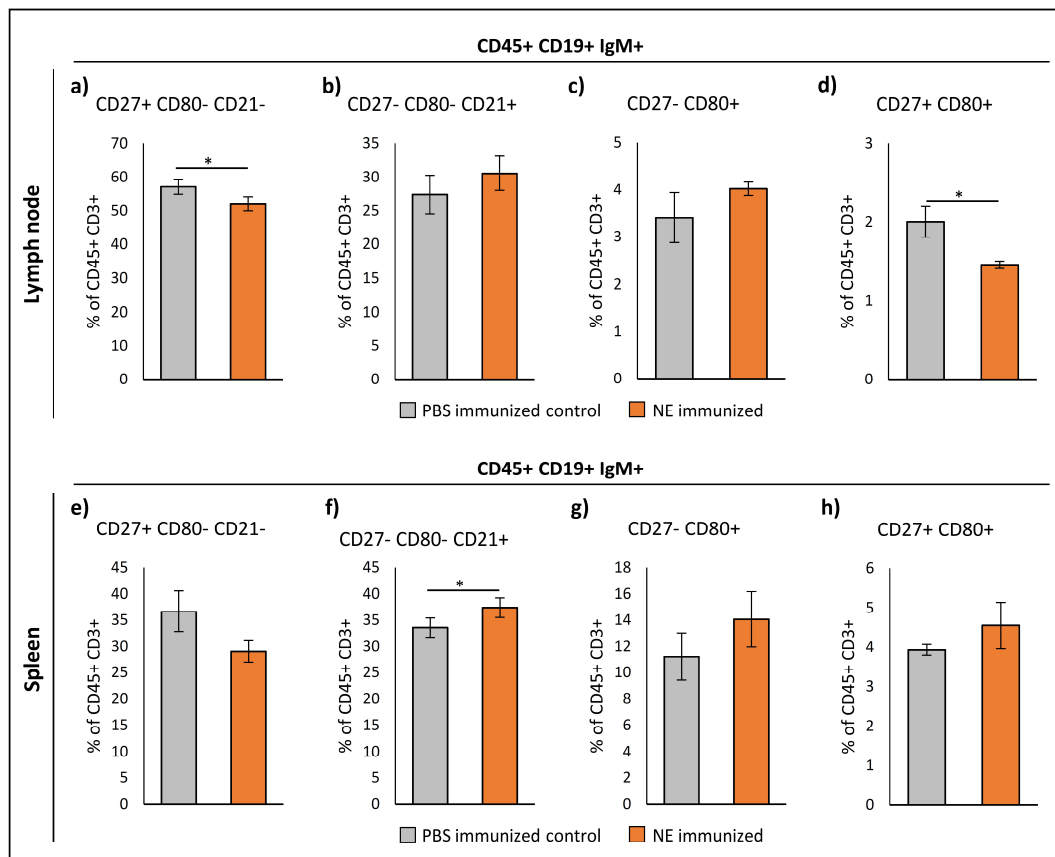 CD45+ CD19+ IgM+
Lymph node
a)
CD27+ CD80- CD21-
% of CD45+ CD3+
70
60
50
40
30
20
10
0
*
b)
CD27- CD80- CD21+
% of CD45+ CD3+
35
30
25
20
15
10
5
0
c)
CD27- CD80+
% of CD45+ CD3+
5
4
3
2
1
0
d)
CD27+ CD80+
% of CD45+ CD3+
3
2
1
0
*
PBS immunized control
NE immunized
CD45+ CD19+ IgM+
Spleen
e)
CD27+ CD80- CD21-
% of CD45+ CD3+
45
40
35
30
25
20
15
10
5
0
f)
CD27- CD80- CD21+
% of CD45+ CD3+
45
40
35
30
25
20
15
10
5
0
*
g)
CD27- CD80+
% of CD45+ CD3+
18
16
14
12
10
8
6
4
2
0
h)
CD27+ CD80+
% of CD45+ CD3+
6
5
4
3
2
1
0
PBS immunized control
NE immunized